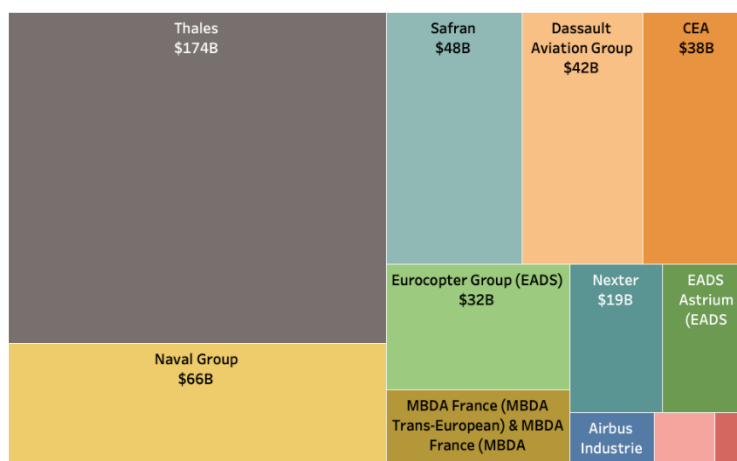 Thales
$174B
Naval Group
$66B
Safran
$48B
Dassault
Aviation Group
$42B
CEA
$38B
Eurocopter Group (EADS)
$32B
MBDA France (MBDA
Trans-European) & MBDA
France (MBDA
Nexter
$19B
EADS
Astrium
(EADS
Airbus
Industrie